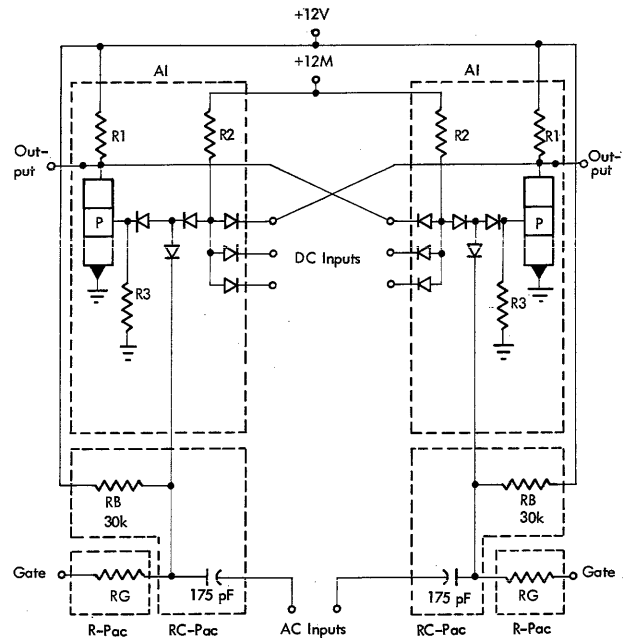 +12V
+12M
AI
AI
R1
R2
R2
R1
Out-
put
Out-
put
P
P
DC Inputs
R3
R3
RB
30k
RB
30k
Gate
Gate
RG
175 pF
175 pF
RG
R-Pac
RC-Pac
AC Inputs
RC-Pac
R-Pac